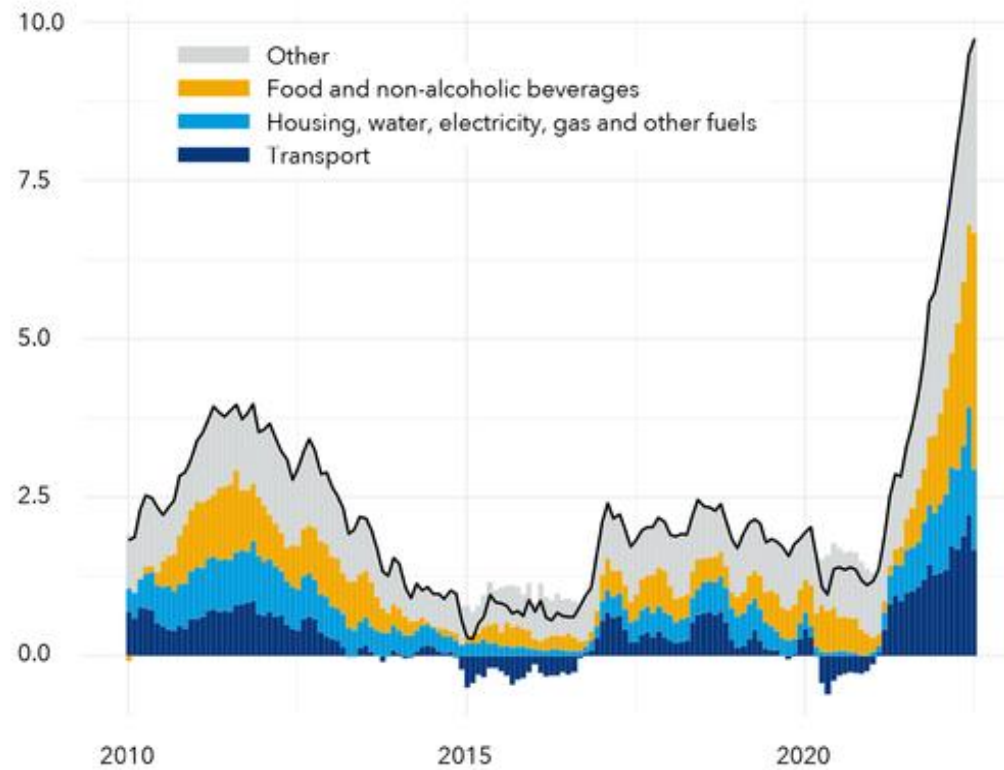 10.0
Other
Food and non-alcoholic beverages
Housing, water, electricity, gas and other fuels
Transport
7.5
5.0
2.5
0.0
2010 2015 2020